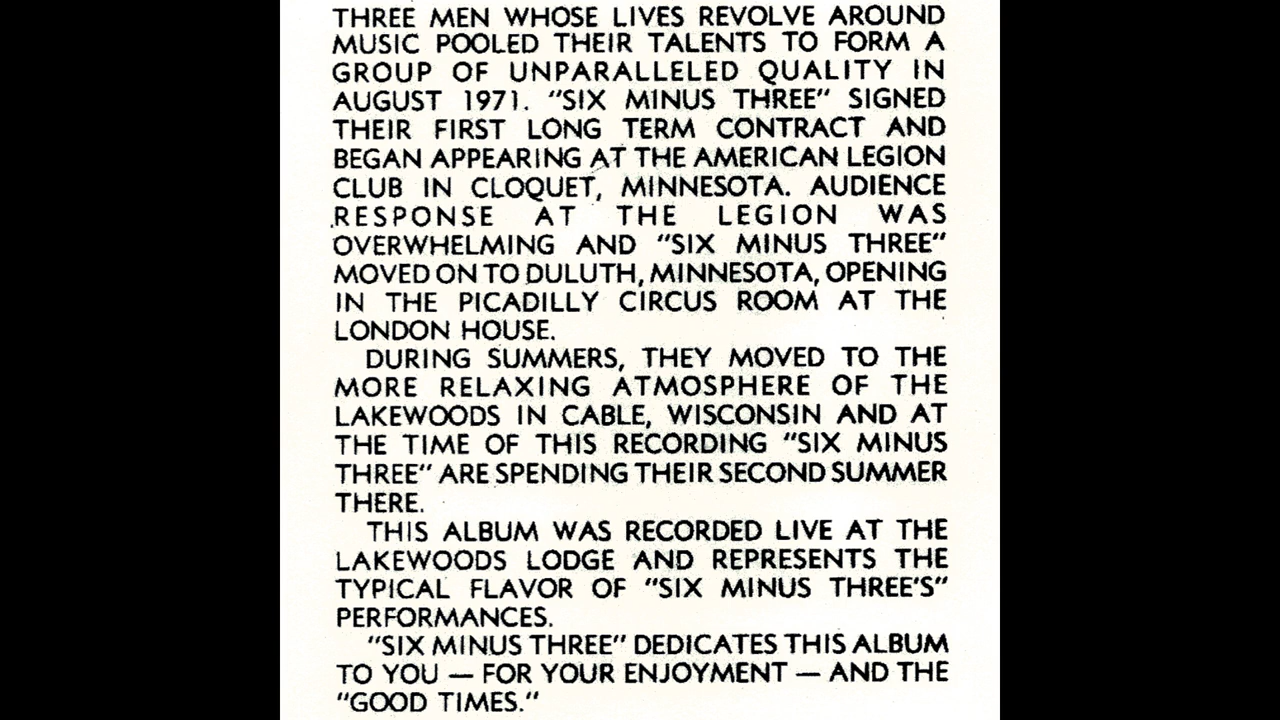 THREE MEN WHOSE LIVES REVOLVE AROUND
MUSIC POOLED THEIR TALENTS TO FORM A
GROUP OF UNPARALLELED QUALITY IN
AUGUST 1971. "SIX MINUS THREE" SIGNED
THEIR FIRST LONG TERM CONTRACT AND
BEGAN APPEARING AT THE AMERICAN LEGION
CLUB IN CLOQUET, MINNESOTA. AUDIENCE
RESPONSE AT THE LEGION WAS
OVERWHELMING AND "SIX MINUS THREE"
MOVED ON TO DULUTH, MINNESOTA, OPENING
IN THE PICADILLY CIRCUS ROOM AT THE
LONDON HOUSE.
DURING SUMMERS, THEY MOVED TO THE
MORE RELAXING ATMOSPHERE OF THE
LAKEWOODS IN CABLE, WISCONSIN AND AT
THE TIME OF THIS RECORDING "SIX MINUS
THREE" ARE SPENDING THEIR SECOND SUMMER
THERE.
THIS ALBUM WAS RECORDED LIVE AT THE
LAKEWOODS LODGE AND REPRESENTS THE
TYPICAL FLAVOR OF "SIX MINUS THREE'S"
PERFORMANCES.
"SIX MINUS THREE" DEDICATES THIS ALBUM
TO YOU — FOR YOUR ENJOYMENT — AND THE
"GOOD TIMES."